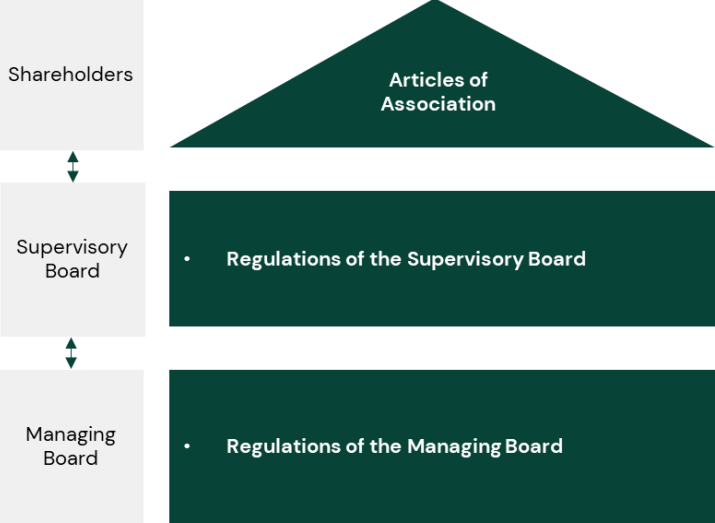 Shareholders
Articles of
Association
Supervisory
Board
• Regulations of the Supervisory Board
Managing
Board
• Regulations of the Managing Board